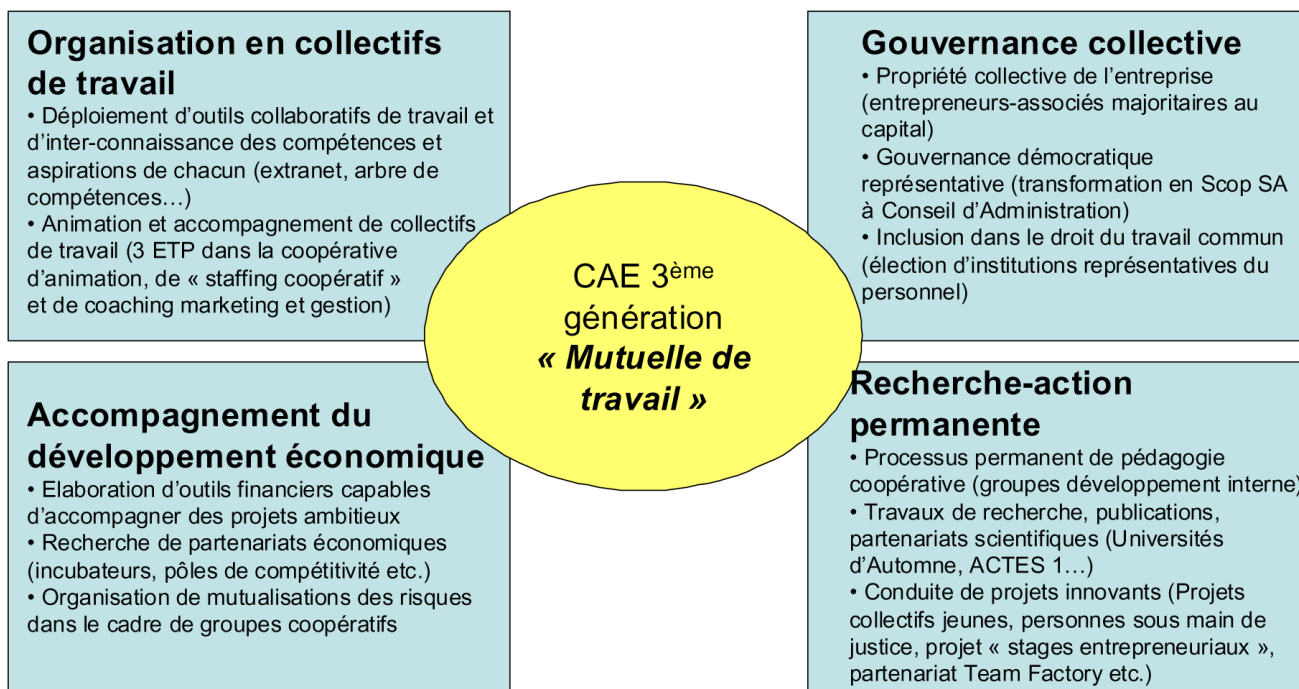 Organisation en collectifs
de travail
• Déploiement d’outils collaboratifs de travail et
d’inter-connaissance des compétences et
aspirations de chacun (extranet, arbre de
compétences…)
• Animation et accompagnement de collectifs
de travail (3 ETP dans la coopérative
d’animation, de « staffing coopératif »
et de coaching marketing et gestion)
Gouvernance collective
• Propriété collective de l’entreprise
(entrepreneurs-associés majoritaires au
capital)
• Gouvernance démocratique
représentative (transformation en Scop SA
à Conseil d’Administration)
• Inclusion dans le droit du travail commun
(élection d’institutions représentatives du
personnel)
CAE 3ème
génération
« Mutuelle de
travail »
Accompagnement du
développement économique
• Elaboration d’outils financiers capables
d’accompagner des projets ambitieux
• Recherche de partenariats économiques
(incubateurs, pôles de compétitivité etc.)
• Organisation de mutualisations des risques
dans le cadre de groupes coopératifs
Recherche-action
permanente
• Processus permanent de pédagogie
coopérative (groupes développement interne)
• Travaux de recherche, publications,
partenariats scientifiques (Universités
d’Automne, ACTES 1…)
• Conduite de projets innovants (Projets
collectifs jeunes, personnes sous main de
justice, projet « stages entrepreneuriaux »,
partenariat Team Factory etc.)